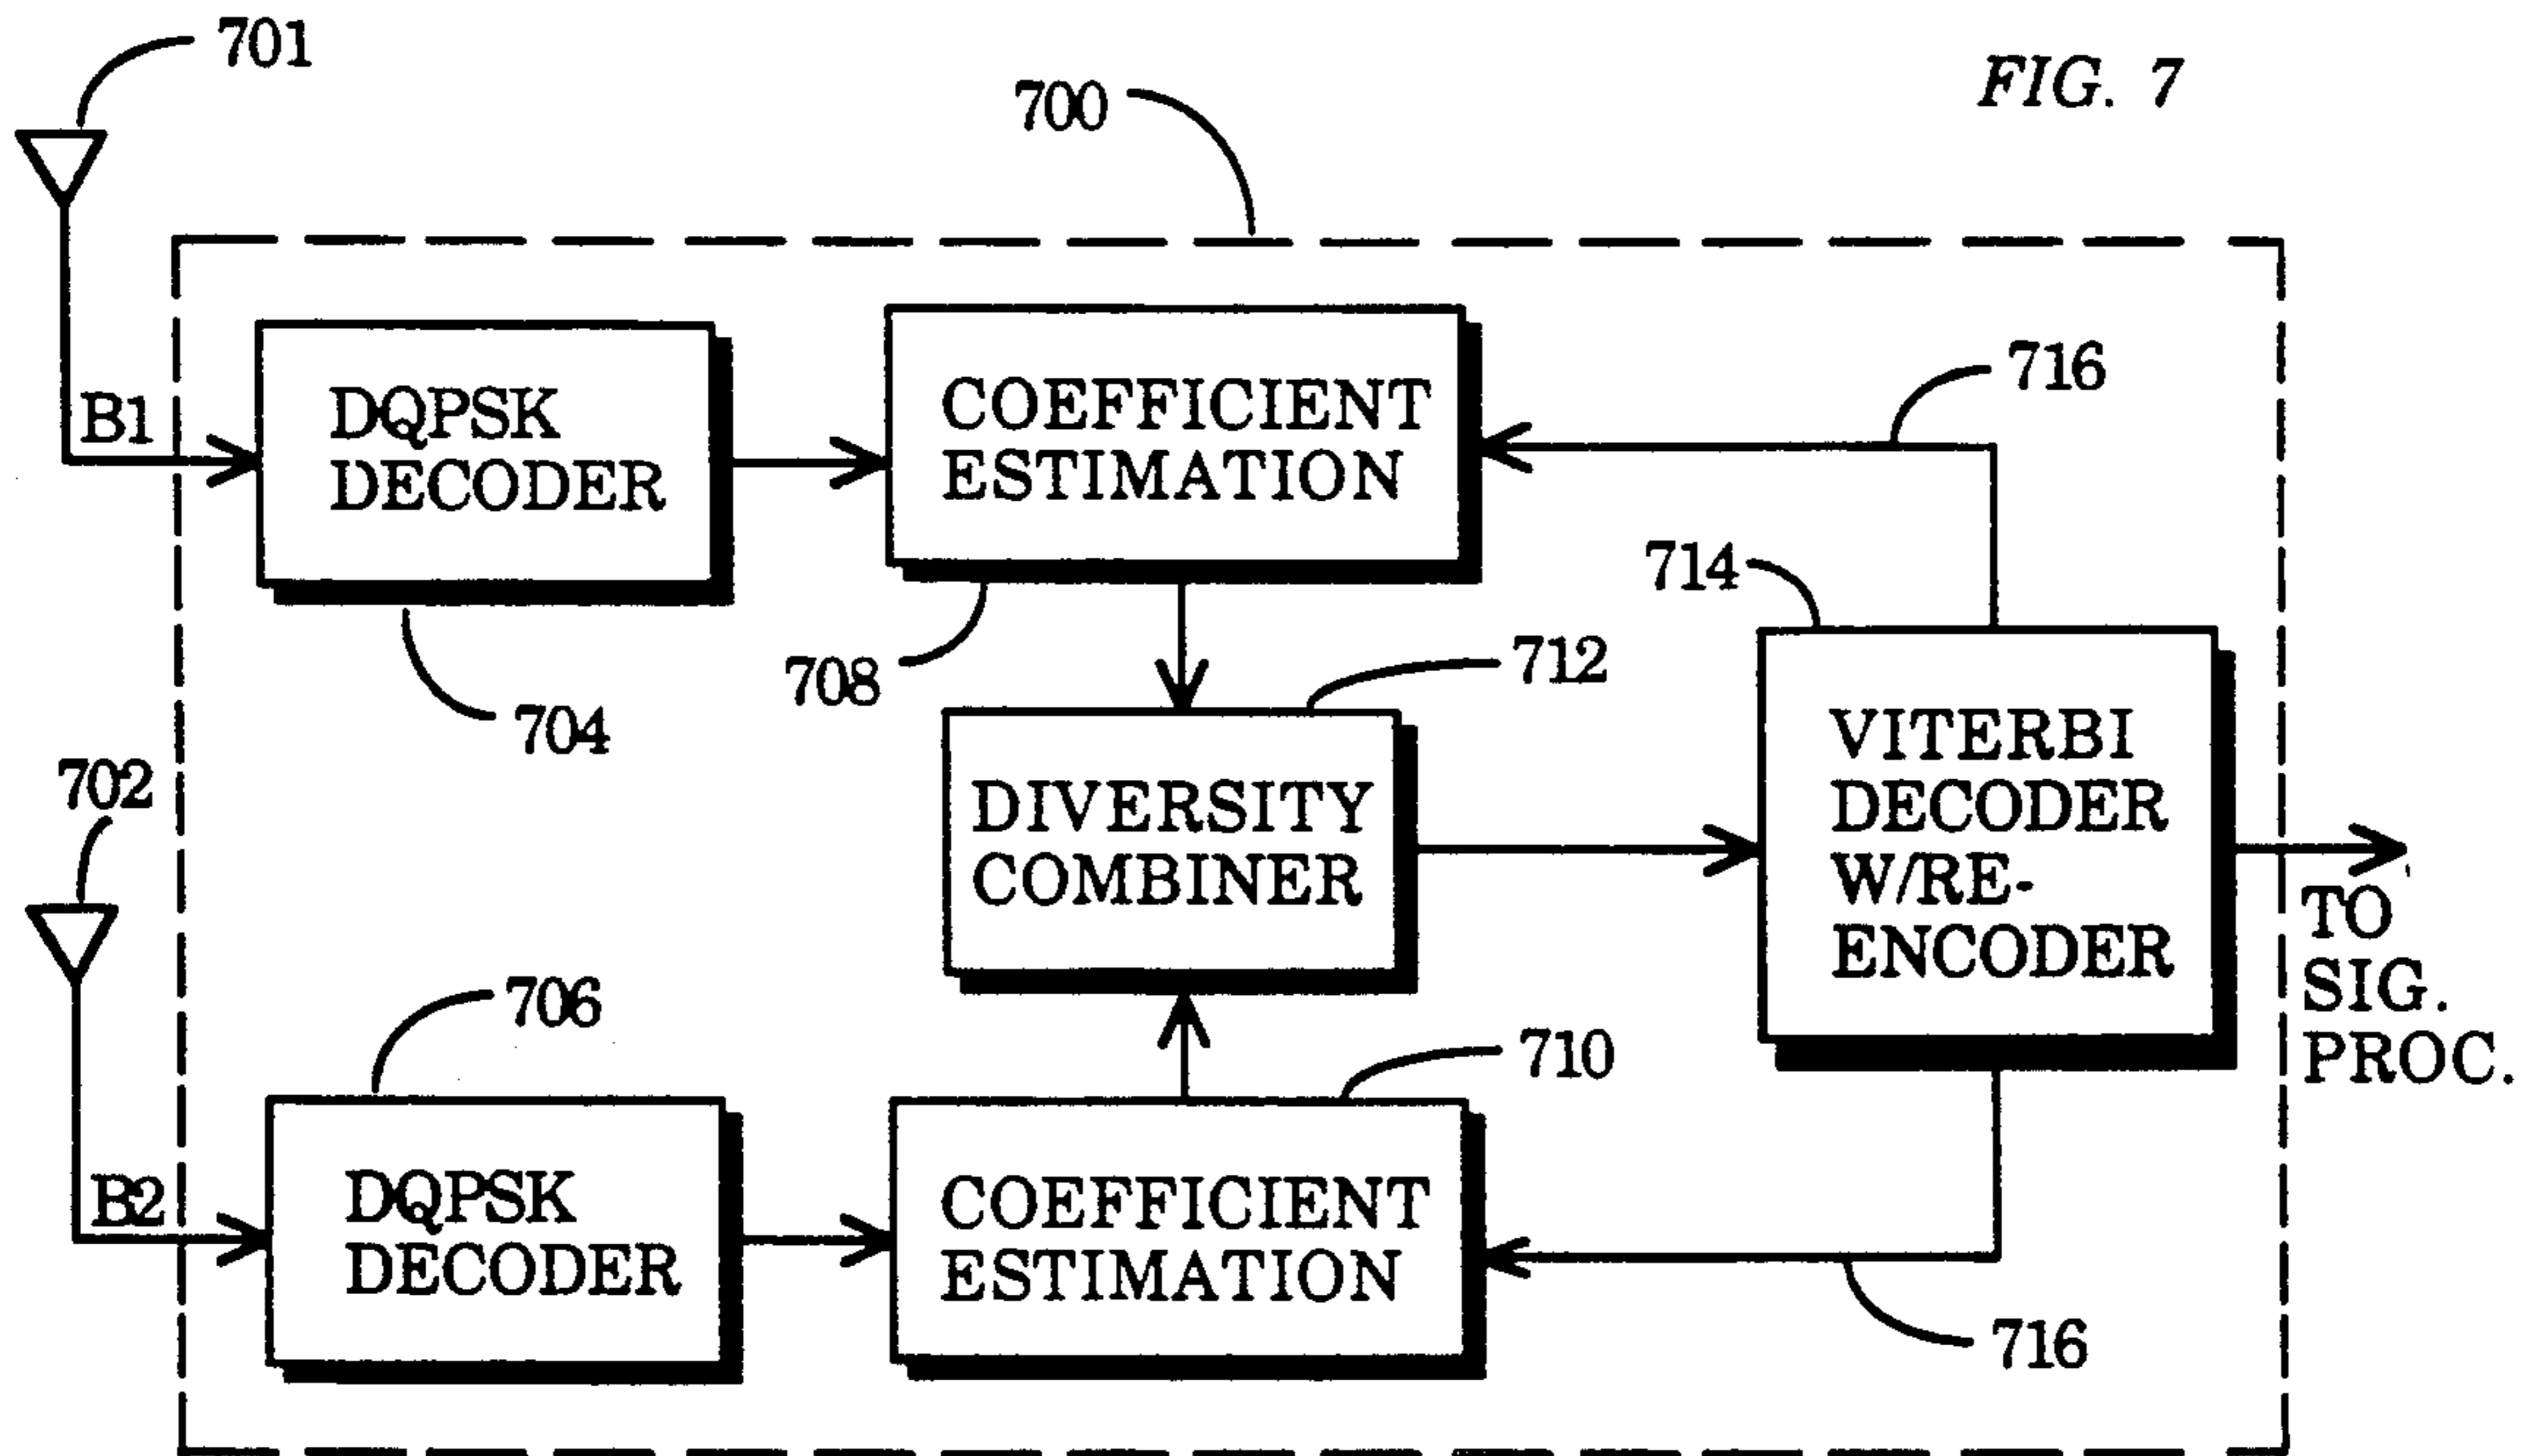 701
FIG. 7
700
B1
DQPSK
DECODER
COEFFICIENT
ESTIMATION
716
714
708
712
704
702
DIVERSITY
COMBINER
VITERBI
DECODER
W/RE-
ENCODER
TO
SIG.
PROC.
706
710
B2
DQPSK
DECODER
COEFFICIENT
ESTIMATION
716